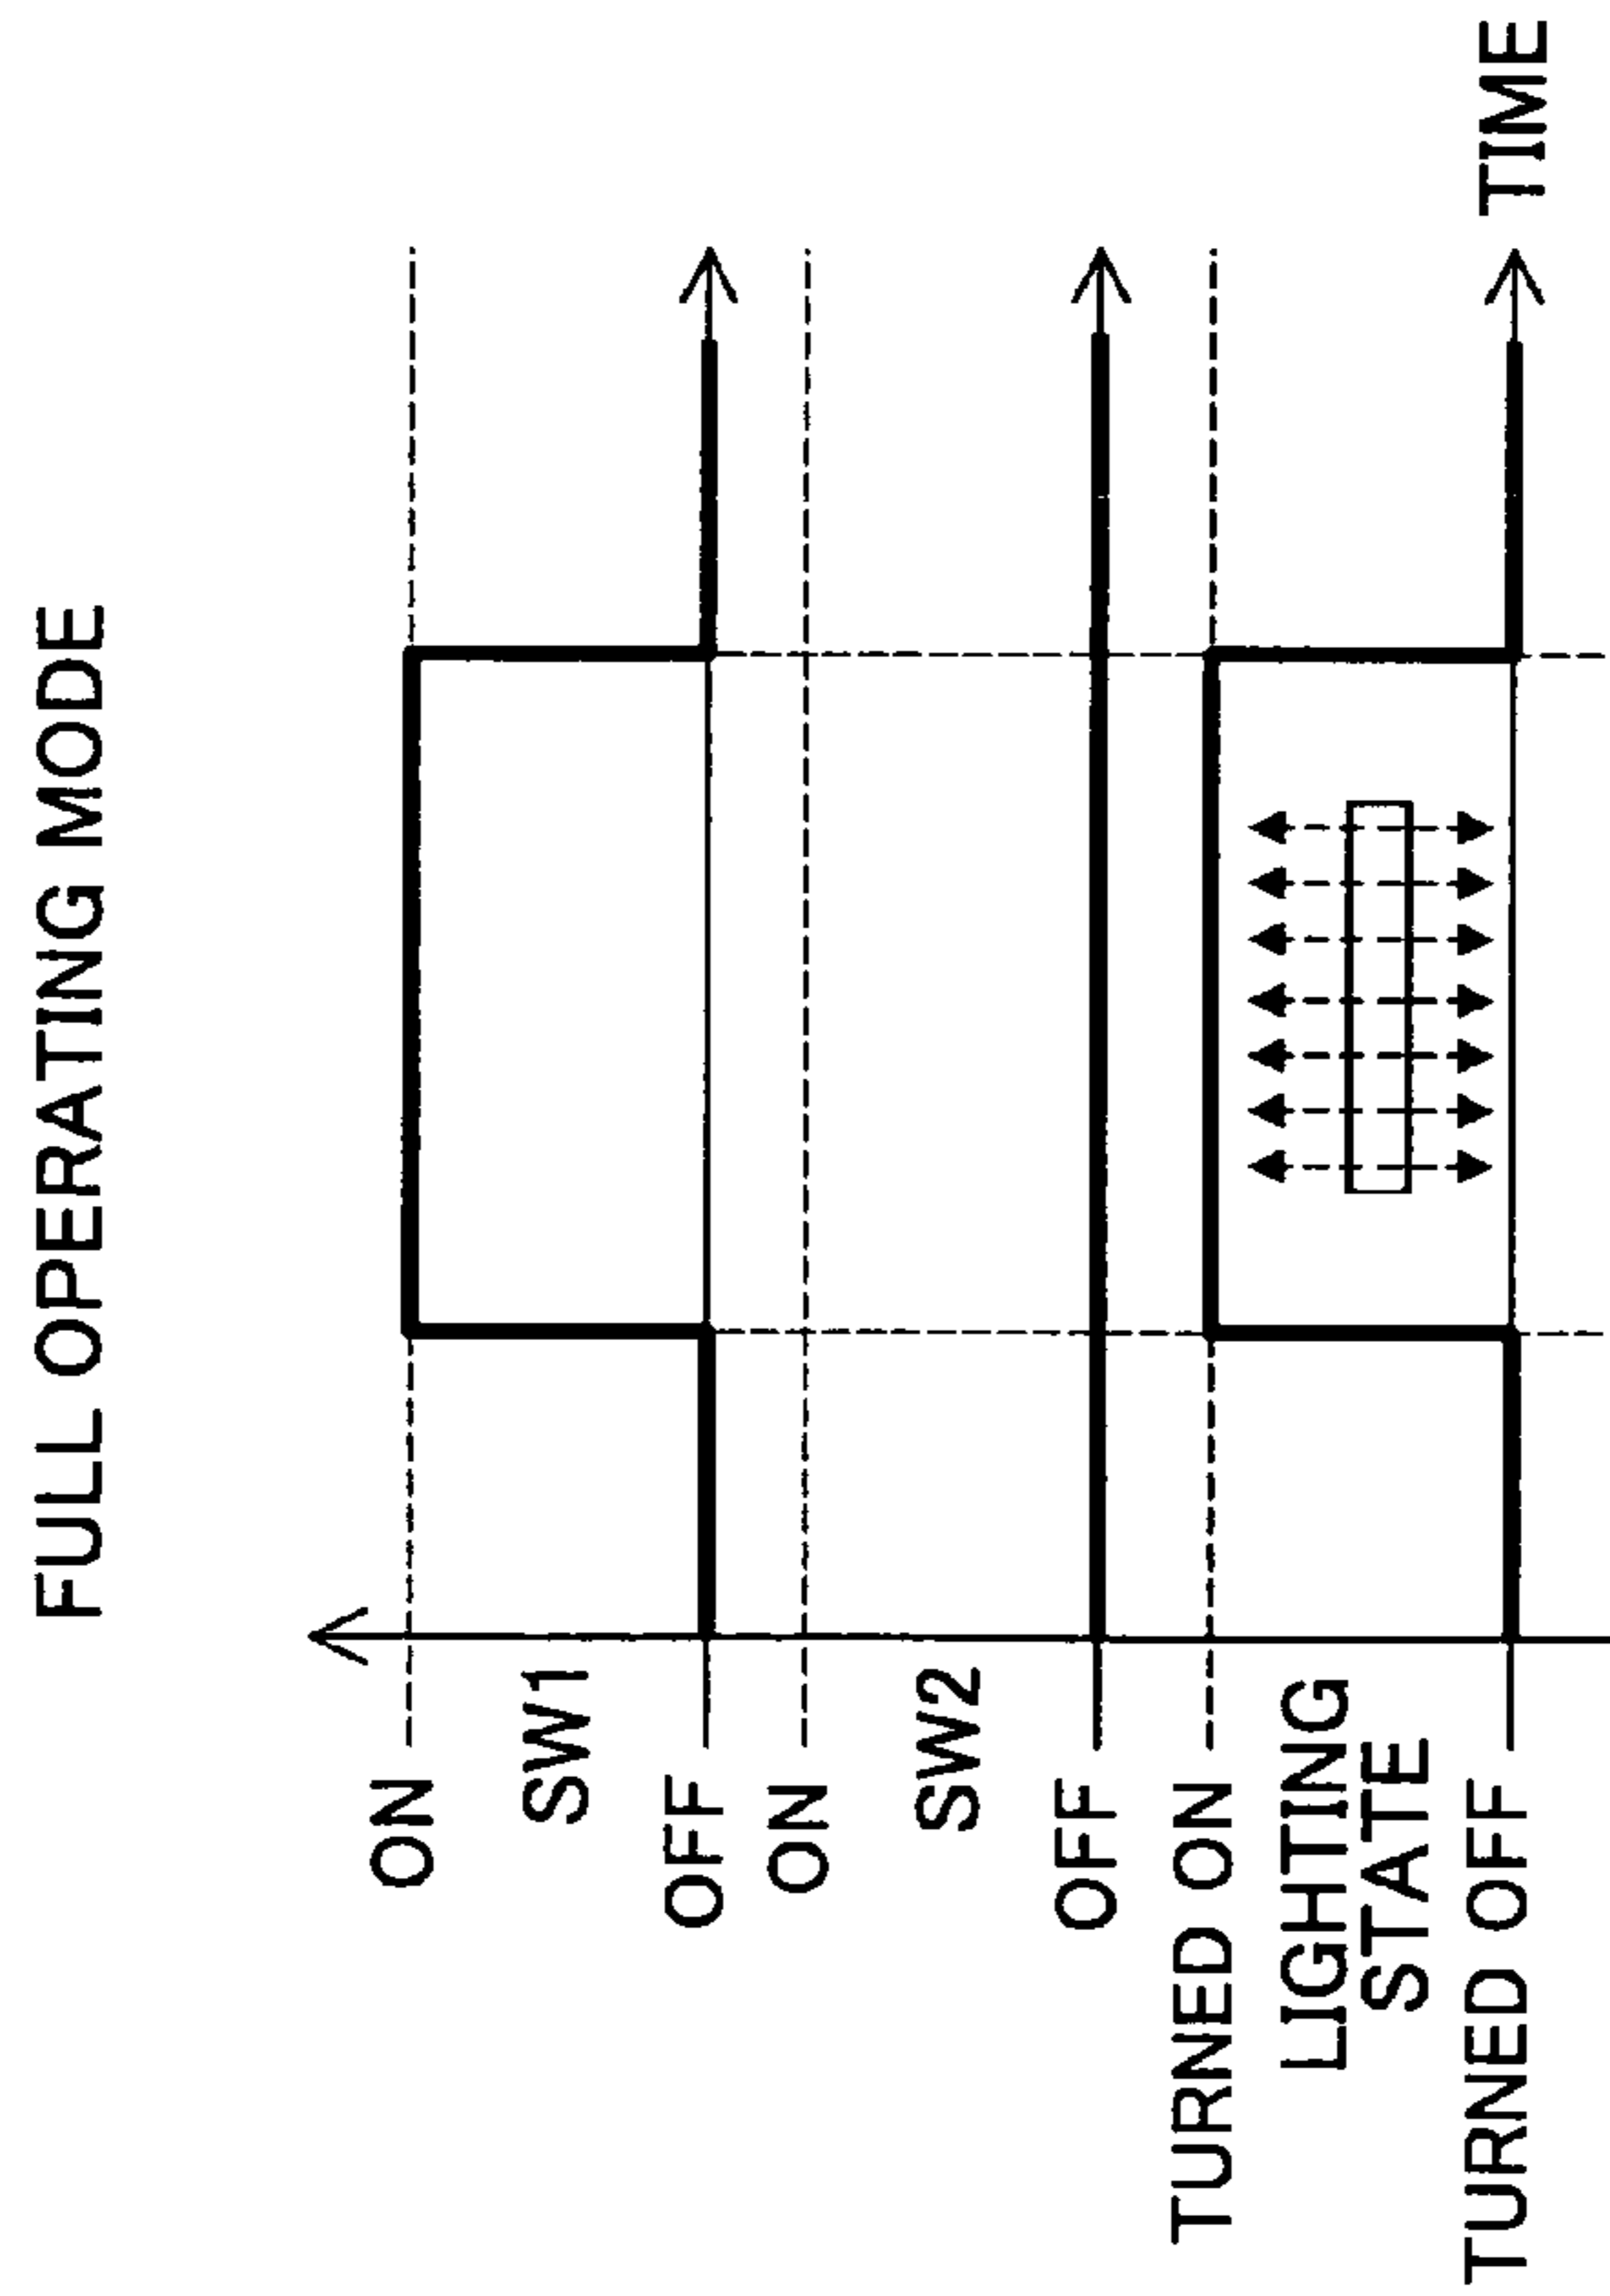 FULL OPERATING MODE
ON
SW1
OFF
ON
SW2
OFF
TURNED ON
LIGHTING
STATE
TURNED OFF
TIME